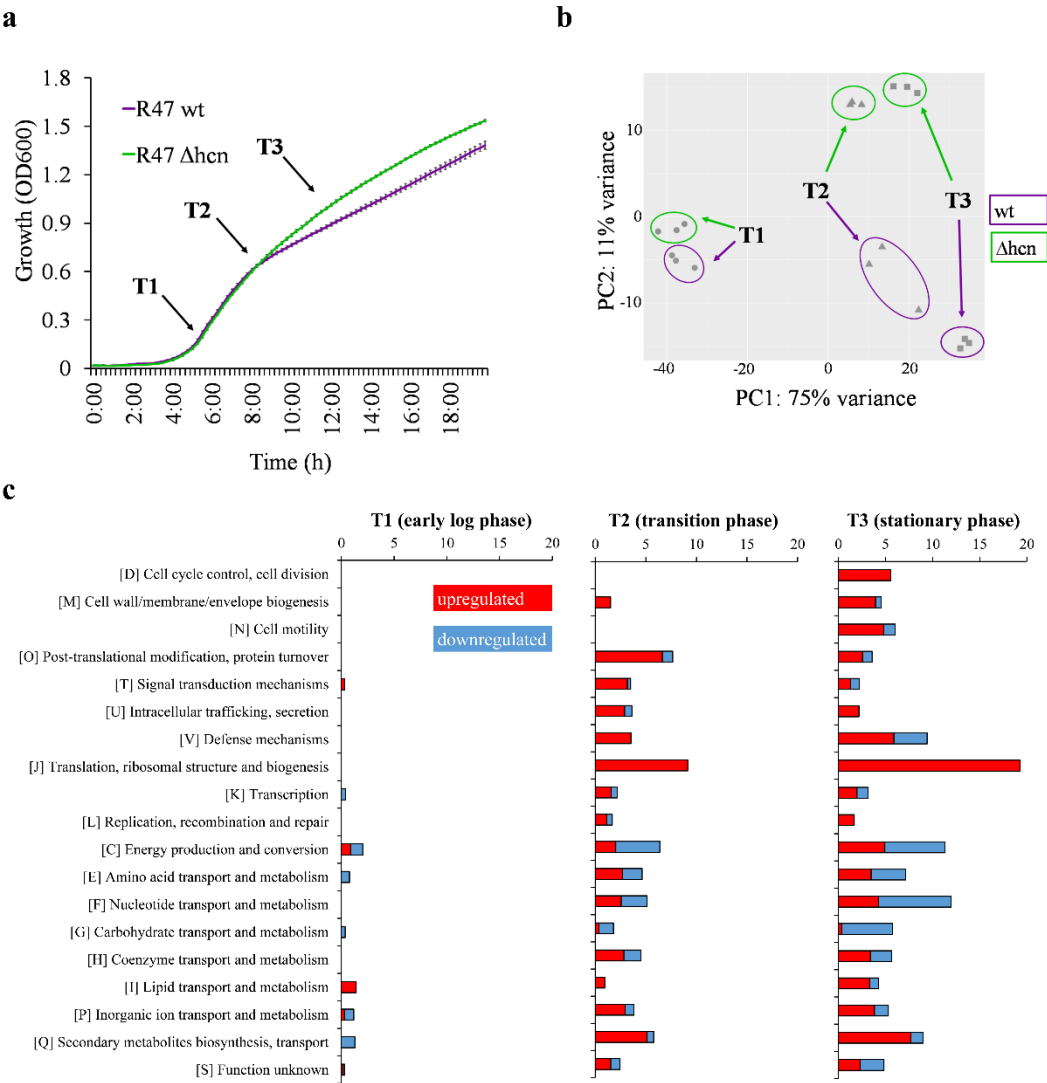 a
1.8
1.5
1.2
0.9
0.6
0.3
0
Growth (OD600)
R47 wt
R47 Δhcn
T1
T2
T3
0:00
2:00
4:00
6:00
8:00
10:00
12:00
14:00
16:00
18:00
Time (h)
b
10
0
-10
PC2: 11% variance
-40
-20
0
20
PC1: 75% variance
T1
T2
T3
wt
Δhcn
c
T1 (early log phase)
0 5 10 15 20
T2 (transition phase)
0 5 10 15 20
T3 (stationary phase)
0 5 10 15 20
upregulated
downregulated
[D] Cell cycle control, cell division
[M] Cell wall/membrane/envelope biogenesis
[N] Cell motility
[O] Post-translational modification, protein turnover
[T] Signal transduction mechanisms
[U] Intracellular trafficking, secretion
[V] Defense mechanisms
[J] Translation, ribosomal structure and biogenesis
[K] Transcription
[L] Replication, recombination and repair
[C] Energy production and conversion
[E] Amino acid transport and metabolism
[F] Nucleotide transport and metabolism
[G] Carbohydrate transport and metabolism
[H] Coenzyme transport and metabolism
[I] Lipid transport and metabolism
[P] Inorganic ion transport and metabolism
[Q] Secondary metabolites biosynthesis, transport
[S] Function unknown